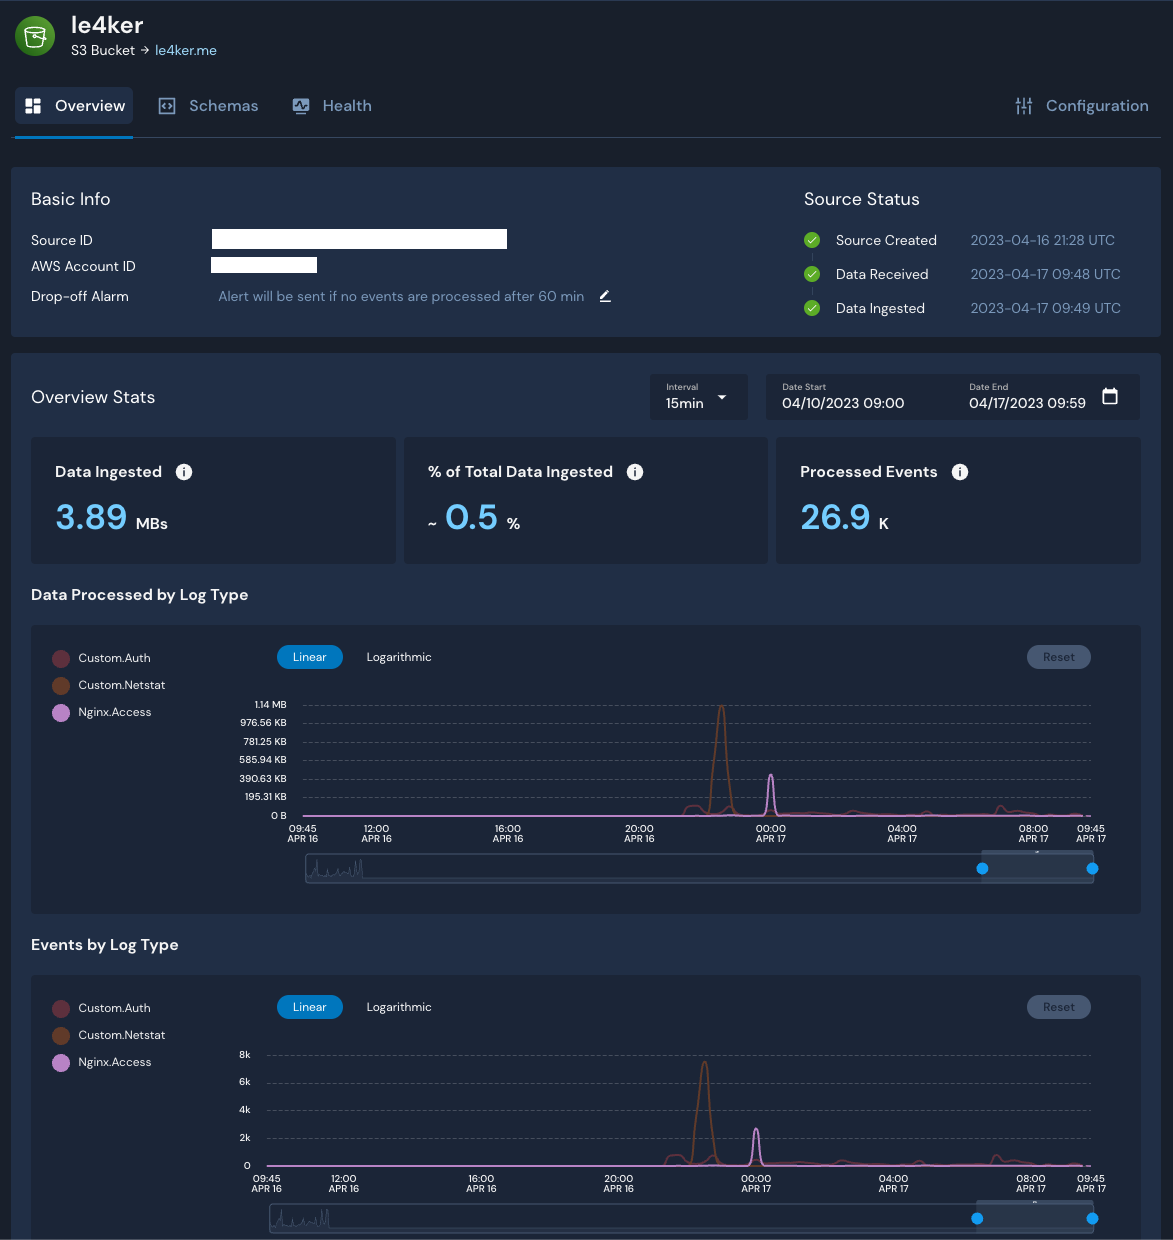 le4ker
S3 Bucket → le4ker.me
Overview Schemas Health Configuration
Basic Info
Source ID
AWS Account ID
Drop-off Alarm Alert will be sent if no events are processed after 60 min
Source Status
Source Created 2023-04-16 21:28 UTC
Data Received 2023-04-17 09:48 UTC
Data Ingested 2023-04-17 09:49 UTC
Overview Stats
Interval
15min
Date Start
04/10/2023 09:00
Date End
04/17/2023 09:59
Data Ingested
3.89 MBs
% of Total Data Ingested
~ 0.5 %
Processed Events
26.9 K
Data Processed by Log Type
Custom.Auth
Custom.Netstat
Nginx.Access
Linear Logarithmic Reset
1.14 MB
976.56 KB
781.25 KB
585.94 KB
390.63 KB
195.31 KB
0 B
09:45 12:00 16:00 20:00 00:00 04:00 08:00 09:45
APR 16 APR 16 APR 16 APR 16 APR 17 APR 17 APR 17 APR 17
Events by Log Type
Custom.Auth
Custom.Netstat
Nginx.Access
Linear Logarithmic Reset
8k
6k
4k
2k
0
09:45 12:00 16:00 20:00 00:00 04:00 08:00 09:45
APR 16 APR 16 APR 16 APR 16 APR 17 APR 17 APR 17 APR 17